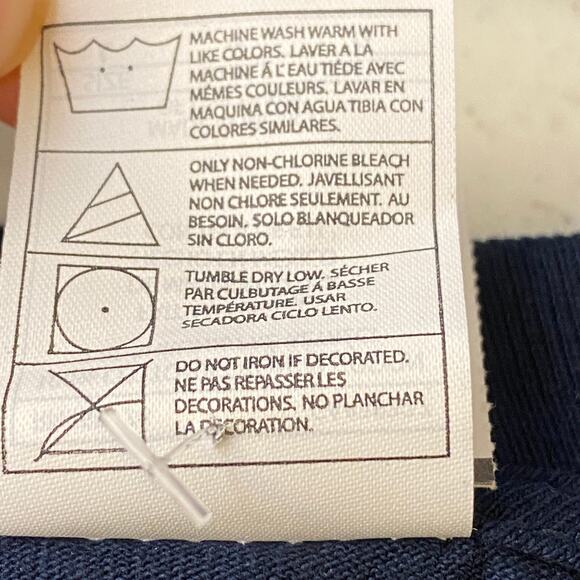 MACHINE WASH WARM WITH
LIKE COLORS. LAVER A LA
MACHINE Á L'EAU TIÉDE AVEC
MÉMES COULEURS. LAVAR EN
MAQUINA CON AGUA TIBIA CON
COLORES SIMILARES.
ONLY NON-CHLORINE BLEACH
WHEN NEEDED. JAVELLISANT
NON CHLORE SEULEMENT. AU
BESOIN. SOLO BLANQUEADOR
SIN CLORO.
TUMBLE DRY LOW. SÉCHER
PAR CULBUTAGE Á BASSE
TEMPÉRATURE. USAR
SECADORA CICLO LENTO.
DO NOT IRON IF DECORATED.
NE PAS REPASSER LES
DECORATIONS. NO PLANCHAR
LA DECORATION.